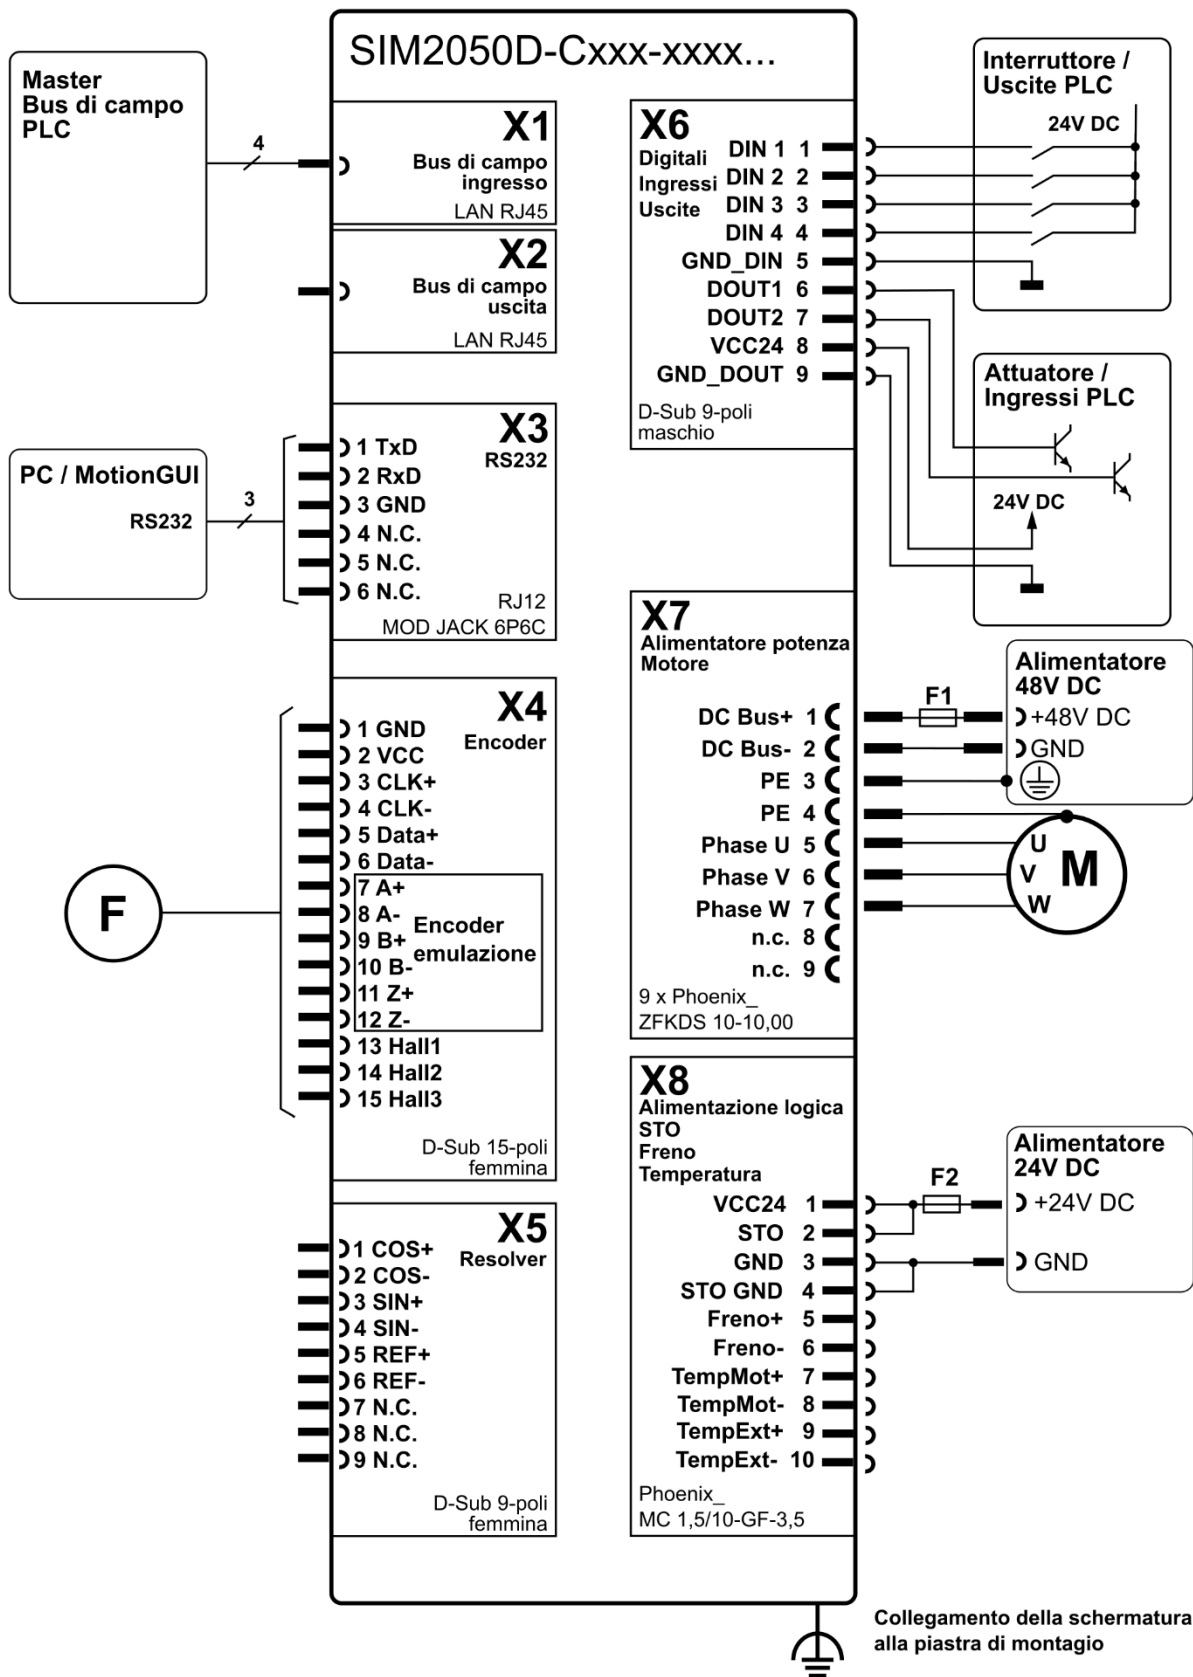 SIM2050D-Cxxx-xxxx...
Master
Bus di campo
PLC
4
X1
Bus di campo
ingresso
LAN RJ45
X2
Bus di campo
uscita
LAN RJ45
PC / MotionGUI
RS232
3
X3
RS232
1 TxD
2 RxD
3 GND
4 N.C.
5 N.C.
6 N.C.
RJ12
MOD JACK 6P6C
F
X4
Encoder
1 GND
2 VCC
3 CLK+
4 CLK-
5 Data+
6 Data-
7 A+
8 A-
9 B+
10 B-
11 Z+
12 Z-
Encoder
emulazione
13 Hall1
14 Hall2
15 Hall3
D-Sub 15-poli
femmina
X5
Resolver
1 COS+
2 COS-
3 SIN+
4 SIN-
5 REF+
6 REF-
7 N.C.
8 N.C.
9 N.C.
D-Sub 9-poli
femmina
X6
Digitali
Ingressi
Uscite
DIN 1 1
DIN 2 2
DIN 3 3
DIN 4 4
GND_DIN 5
DOUT1 6
DOUT2 7
VCC24 8
GND_DOUT 9
D-Sub 9-poli
maschio
Interruttore /
Uscite PLC
24V DC
Attuatore /
Ingressi PLC
24V DC
X7
Alimentatore potenza
Motore
DC Bus+ 1
DC Bus- 2
PE 3
PE 4
Phase U 5
Phase V 6
Phase W 7
n.c. 8
n.c. 9
9 x Phoenix_
ZFKDS 10-10,00
F1
Alimentatore
48V DC
+48V DC
GND
U
V
W
M
X8
Alimentazione logica
STO
Freno
Temperatura
VCC24 1
STO 2
GND 3
STO GND 4
Freno+ 5
Freno- 6
TempMot+ 7
TempMot- 8
TempExt+ 9
TempExt- 10
Phoenix_
MC 1,5/10-GF-3,5
F2
Alimentatore
24V DC
+24V DC
GND
Collegamento della schermatura
alla piastra di montagio